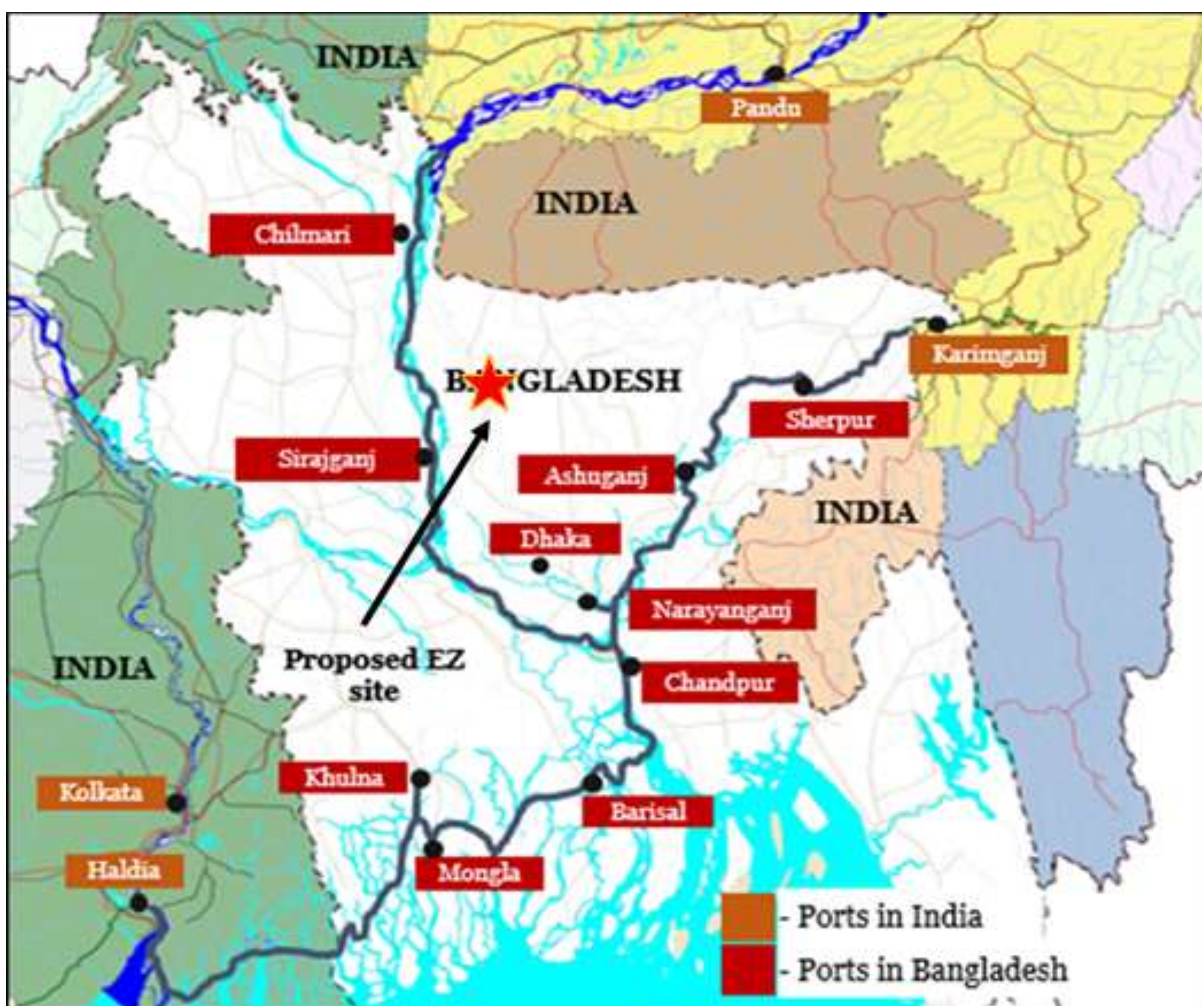 INDIA
Pandu
INDIA
Chilmari
Karimganj
BANGLADESH
Sherpur
Sirajganj
Ashuganj
INDIA
Dhaka
Narayanganj
Proposed EZ
site
INDIA
Chandpur
Khulna
Kolkata
Barisal
Haldia
Mongla
- Ports in India
- Ports in Bangladesh